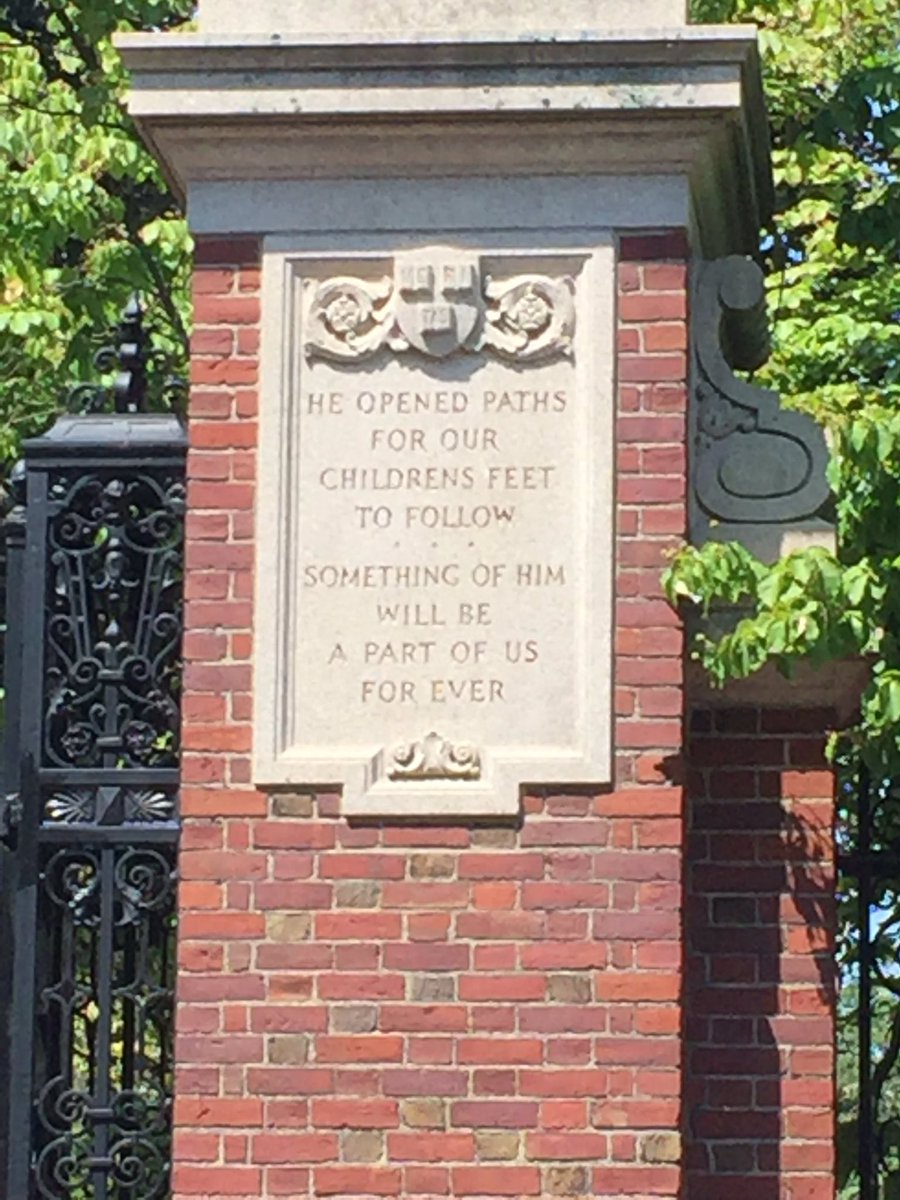 HE OPENED PATHS
FOR OUR
CHILDRENS FEET
TO FOLLOW
. . .
SOMETHING OF HIM
WILL BE
A PART OF US
FOR EVER